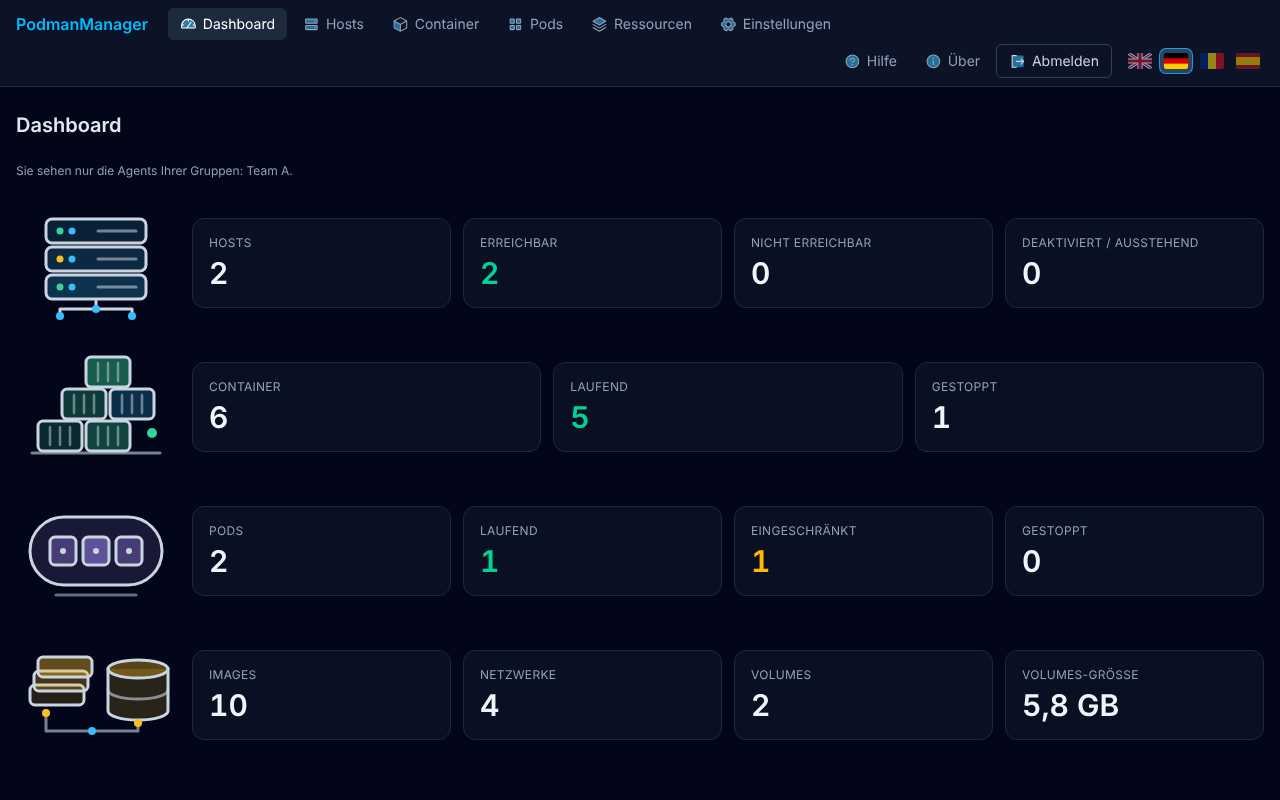 PodmanManager Dashboard Hosts Container Pods Ressourcen Einstellungen
Hilfe Über Abmelden
Dashboard
Sie sehen nur die Agents Ihrer Gruppen: Team A.
HOSTS ERREICHBAR NICHT ERREICHBAR DEAKTIVIERT / AUSSTEHEND
2 2 0 0
CONTAINER LAUFEND GESTOPPT
6 5 1
PODS LAUFEND EINGESCHRÄNKT GESTOPPT
2 1 1 0
IMAGES NETZWERKE VOLUMES VOLUMES-GRÖSSE
10 4 2 5,8 GB